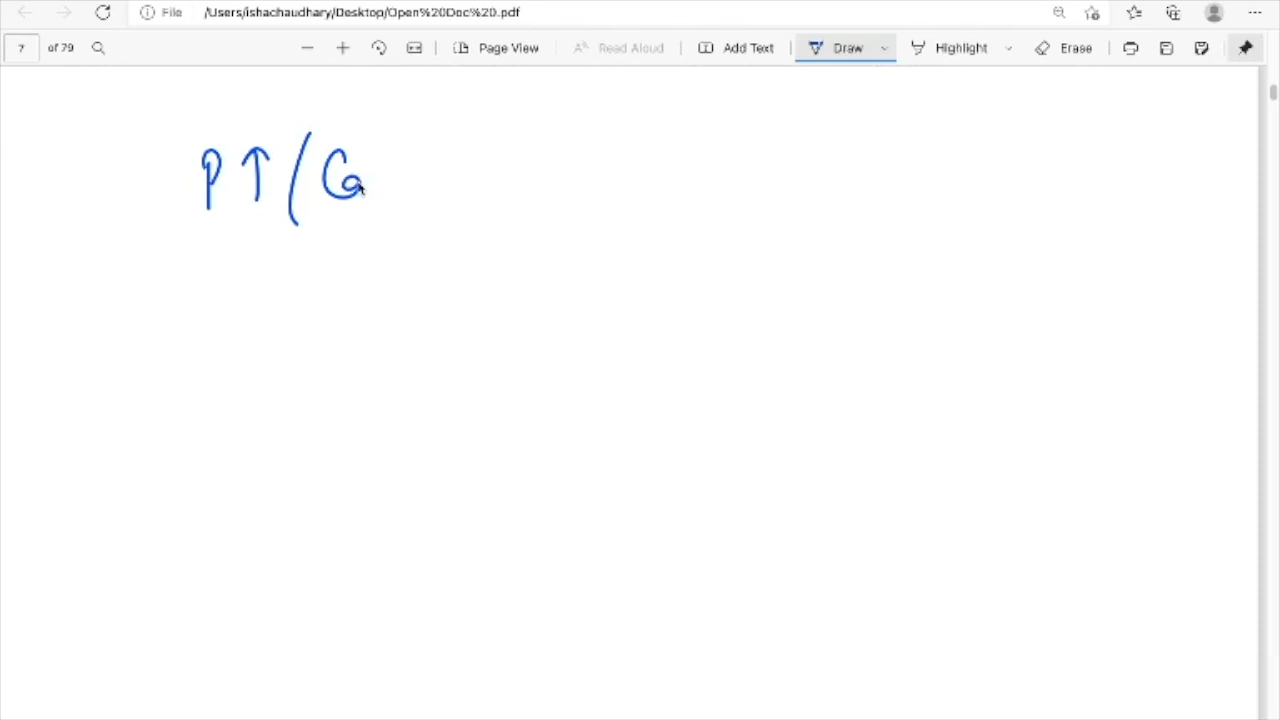 File /Users/ishachaudhary/Desktop/Open%20Doc%20.pdf
7 of 79 Page View Read Aloud Add Text Draw Highlight Erase
P ↑ / Co